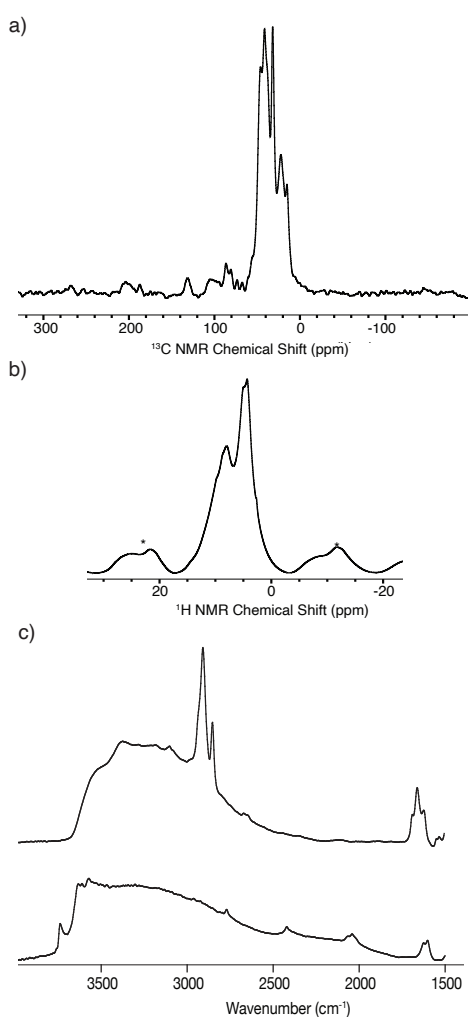 a)
300 200 100 0 -100
¹³C NMR Chemical Shift (ppm)
b)
* *
20 0 -20
¹H NMR Chemical Shift (ppm)
c)
3500 3000 2500 2000 1500
Wavenumber (cm⁻¹)